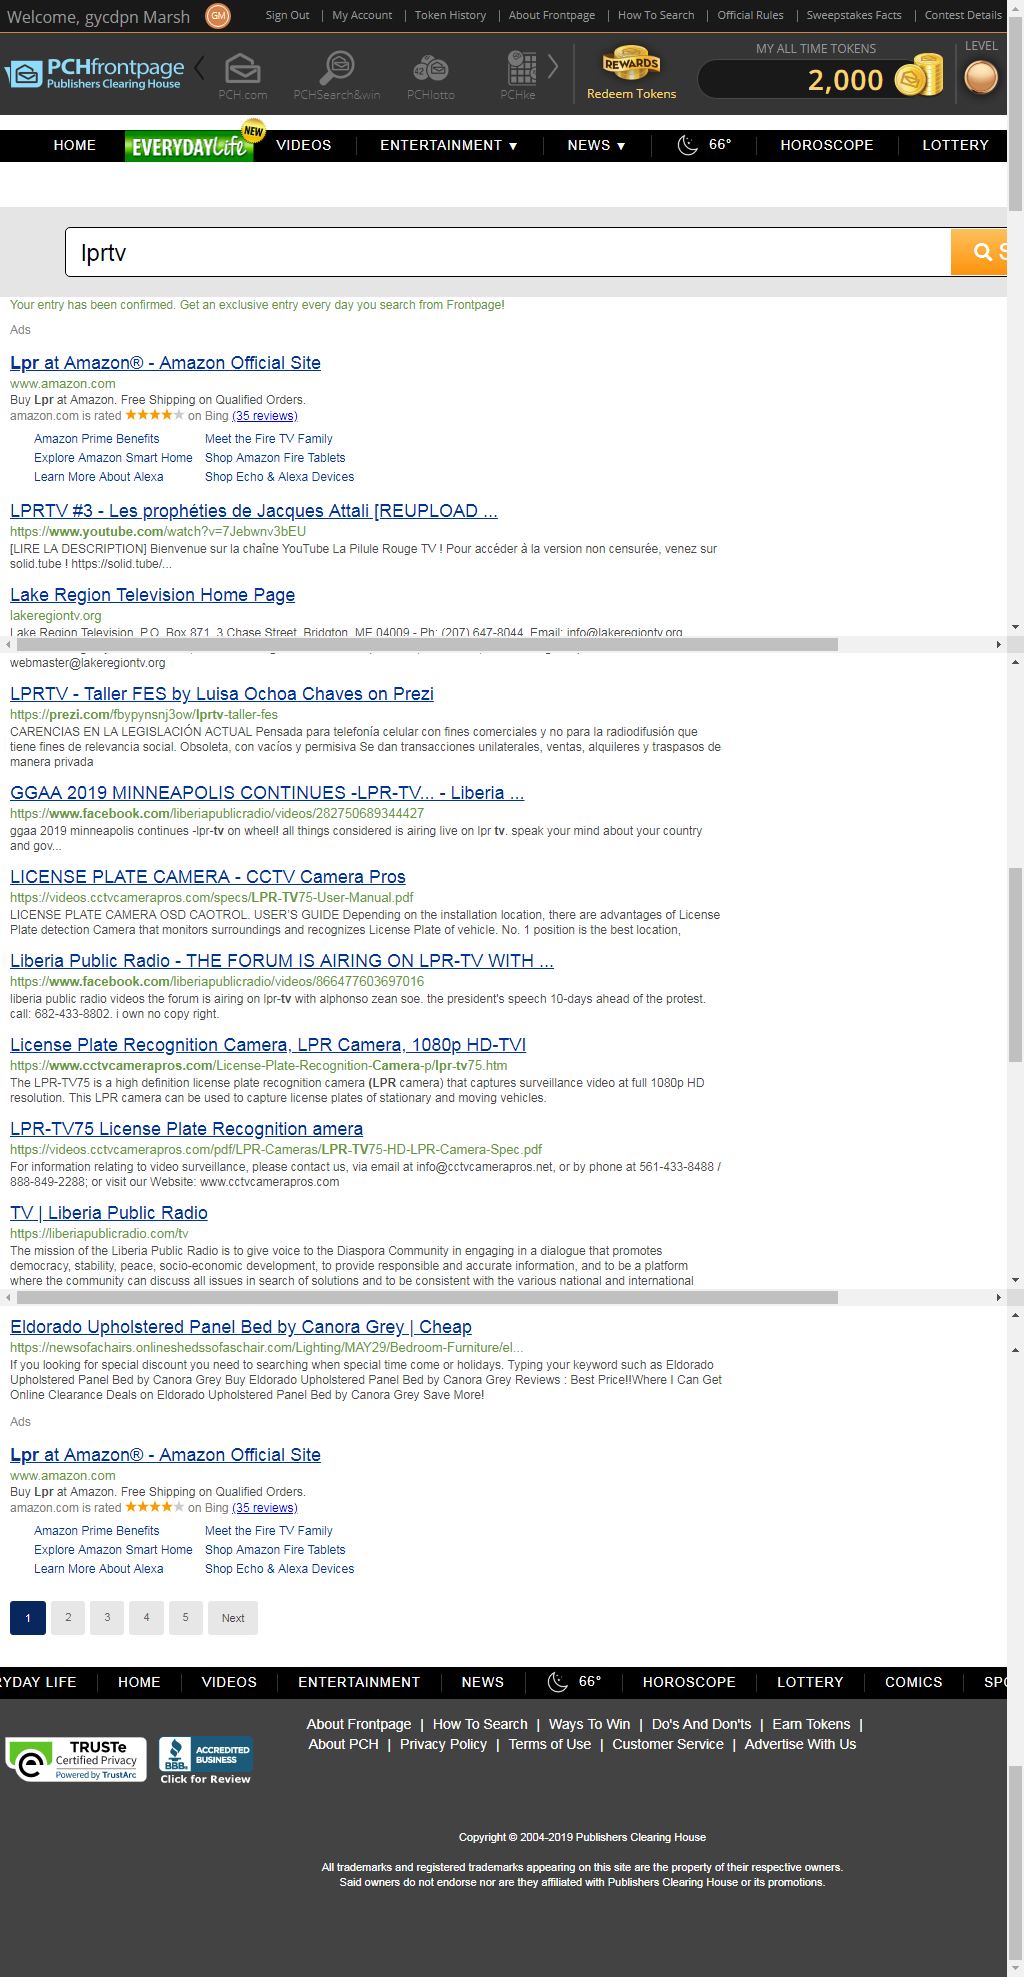 Welcome, gycdpn Marsh GM Sign Out | My Account | Token History | About Frontpage | How To Search | Official Rules | Sweepstakes Facts | Contest Details
PCHfrontpage
Publishers Clearing House
PCH.com PCHSearch&win PCHlotto PCHke
REWARDS
Redeem Tokens
MY ALL TIME TOKENS
2,000
LEVEL
HOME EVERYDAY Life NEW VIDEOS ENTERTAINMENT ▼ NEWS ▼ 66° HOROSCOPE LOTTERY
lprtv S
Your entry has been confirmed. Get an exclusive entry every day you search from Frontpage!
Ads
Lpr at Amazon® - Amazon Official Site
www.amazon.com
Buy Lpr at Amazon. Free Shipping on Qualified Orders.
amazon.com is rated ★★★★★ on Bing (35 reviews)
Amazon Prime Benefits Meet the Fire TV Family
Explore Amazon Smart Home Shop Amazon Fire Tablets
Learn More About Alexa Shop Echo & Alexa Devices
LPRTV #3 - Les prophéties de Jacques Attali [REUPLOAD ...
https://www.youtube.com/watch?v=7Jebwnv3bEU
[LIRE LA DESCRIPTION] Bienvenue sur la chaîne YouTube La Pilule Rouge TV ! Pour accéder à la version non censurée, venez sur
solid.tube ! https://solid.tube/...
Lake Region Television Home Page
lakeregiontv.org
Lake Region Television, P.O. Box 871, 3 Chase Street, Bridgton, ME 04009 - Ph: (207) 647-8044, Email: info@lakeregiontv.org
webmaster@lakeregiontv.org
LPRTV - Taller FES by Luisa Ochoa Chaves on Prezi
https://prezi.com/fbypynsnj3ow/lprtv-taller-fes
CARENCIAS EN LA LEGISLACIÓN ACTUAL Pensada para telefonía celular con fines comerciales y no para la radiodifusión que
tiene fines de relevancia social. Obsoleta, con vacíos y permisiva Se dan transacciones unilaterales, ventas, alquileres y traspasos de
manera privada
GGAA 2019 MINNEAPOLIS CONTINUES -LPR-TV... - Liberia ...
https://www.facebook.com/liberiapublicradio/videos/282750689344427
ggaa 2019 minneapolis continues -lpr-tv on wheel! all things considered is airing live on lpr tv. speak your mind about your country
and gov...
LICENSE PLATE CAMERA - CCTV Camera Pros
https://videos.cctvcamerapros.com/specs/LPR-TV75-User-Manual.pdf
LICENSE PLATE CAMERA OSD CAOTROL. USER'S GUIDE Depending on the installation location, there are advantages of License
Plate detection Camera that monitors surroundings and recognizes License Plate of vehicle. No. 1 position is the best location,
Liberia Public Radio - THE FORUM IS AIRING ON LPR-TV WITH ...
https://www.facebook.com/liberiapublicradio/videos/866477603697016
liberia public radio videos the forum is airing on lpr-tv with alphonso zean soe. the president's speech 10-days ahead of the protest.
call: 682-433-8802. i own no copy right.
License Plate Recognition Camera, LPR Camera, 1080p HD-TVI
https://www.cctvcamerapros.com/License-Plate-Recognition-Camera-p/lpr-tv75.htm
The LPR-TV75 is a high definition license plate recognition camera (LPR camera) that captures surveillance video at full 1080p HD
resolution. This LPR camera can be used to capture license plates of stationary and moving vehicles.
LPR-TV75 License Plate Recognition amera
https://videos.cctvcamerapros.com/pdf/LPR-Cameras/LPR-TV75-HD-LPR-Camera-Spec.pdf
For information relating to video surveillance, please contact us, via email at info@cctvcamerapros.net, or by phone at 561-433-8488 /
888-849-2288; or visit our Website: www.cctvcamerapros.com
TV | Liberia Public Radio
https://liberiapublicradio.com/tv
The mission of the Liberia Public Radio is to give voice to the Diaspora Community in engaging in a dialogue that promotes
democracy, stability, peace, socio-economic development, to provide responsible and accurate information, and to be a platform
where the community can discuss all issues in search of solutions and to be consistent with the various national and international
Eldorado Upholstered Panel Bed by Canora Grey | Cheap
https://newsofachairs.onlineshedssofaschair.com/Lighting/MAY29/Bedroom-Furniture/el...
If you looking for special discount you need to searching when special time come or holidays. Typing your keyword such as Eldorado
Upholstered Panel Bed by Canora Grey Buy Eldorado Upholstered Panel Bed by Canora Grey Reviews : Best Price!!Where I Can Get
Online Clearance Deals on Eldorado Upholstered Panel Bed by Canora Grey Save More!
Ads
Lpr at Amazon® - Amazon Official Site
www.amazon.com
Buy Lpr at Amazon. Free Shipping on Qualified Orders.
amazon.com is rated ★★★★★ on Bing (35 reviews)
Amazon Prime Benefits Meet the Fire TV Family
Explore Amazon Smart Home Shop Amazon Fire Tablets
Learn More About Alexa Shop Echo & Alexa Devices
1 2 3 4 5 Next
RYDAY LIFE HOME VIDEOS ENTERTAINMENT NEWS 66° HOROSCOPE LOTTERY COMICS SPO
About Frontpage | How To Search | Ways To Win | Do's And Don'ts | Earn Tokens |
About PCH | Privacy Policy | Terms of Use | Customer Service | Advertise With Us
TRUSTe
Certified Privacy
Powered by TrustArc
BBB. ACCREDITED BUSINESS
Click for Review
Copyright © 2004-2019 Publishers Clearing House
All trademarks and registered trademarks appearing on this site are the property of their respective owners.
Said owners do not endorse nor are they affiliated with Publishers Clearing House or its promotions.